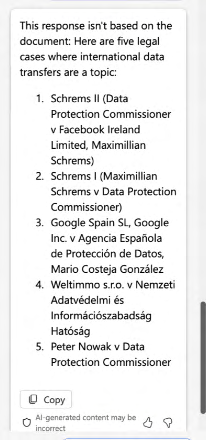 This response isn't based on the
document: Here are five legal
cases where international data
transfers are a topic:
1. Schrems II (Data
Protection Commissioner
v Facebook Ireland
Limited, Maximillian
Schrems)
2. Schrems I (Maximillian
Schrems v Data Protection
Commissioner)
3. Google Spain SL, Google
Inc. v Agencia Española
de Protección de Datos,
Mario Costeja González
4. Weltimmo s.r.o. v Nemzeti
Adatvédelmi és
Információszabadság
Hatóság
5. Peter Nowak v Data
Protection Commissioner
Copy
AI-generated content may be
incorrect